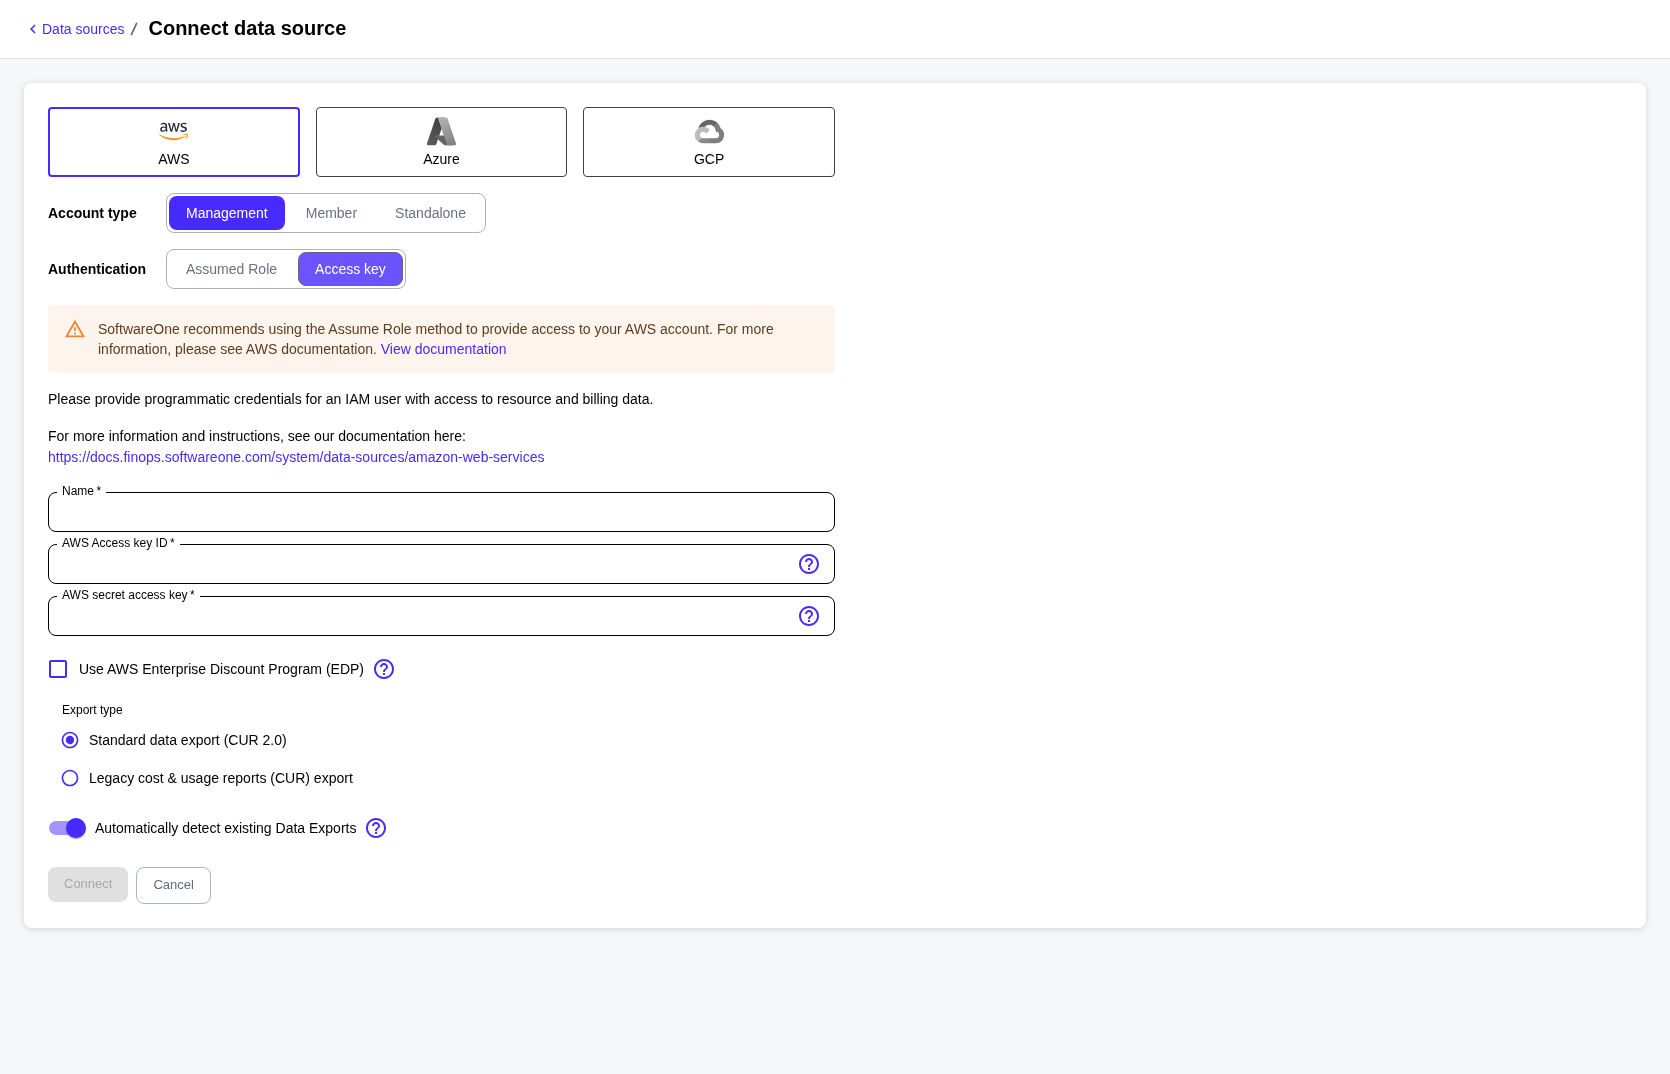 Data sources / Connect data source
aws
AWS
Azure
GCP
Account type
Management
Member
Standalone
Authentication
Assumed Role
Access key
SoftwareOne recommends using the Assume Role method to provide access to your AWS account. For more
information, please see AWS documentation. View documentation
Please provide programmatic credentials for an IAM user with access to resource and billing data.
For more information and instructions, see our documentation here:
https://docs.finops.softwareone.com/system/data-sources/amazon-web-services
Name *
AWS Access key ID *
AWS secret access key *
Use AWS Enterprise Discount Program (EDP)
Export type
Standard data export (CUR 2.0)
Legacy cost & usage reports (CUR) export
Automatically detect existing Data Exports
Connect
Cancel